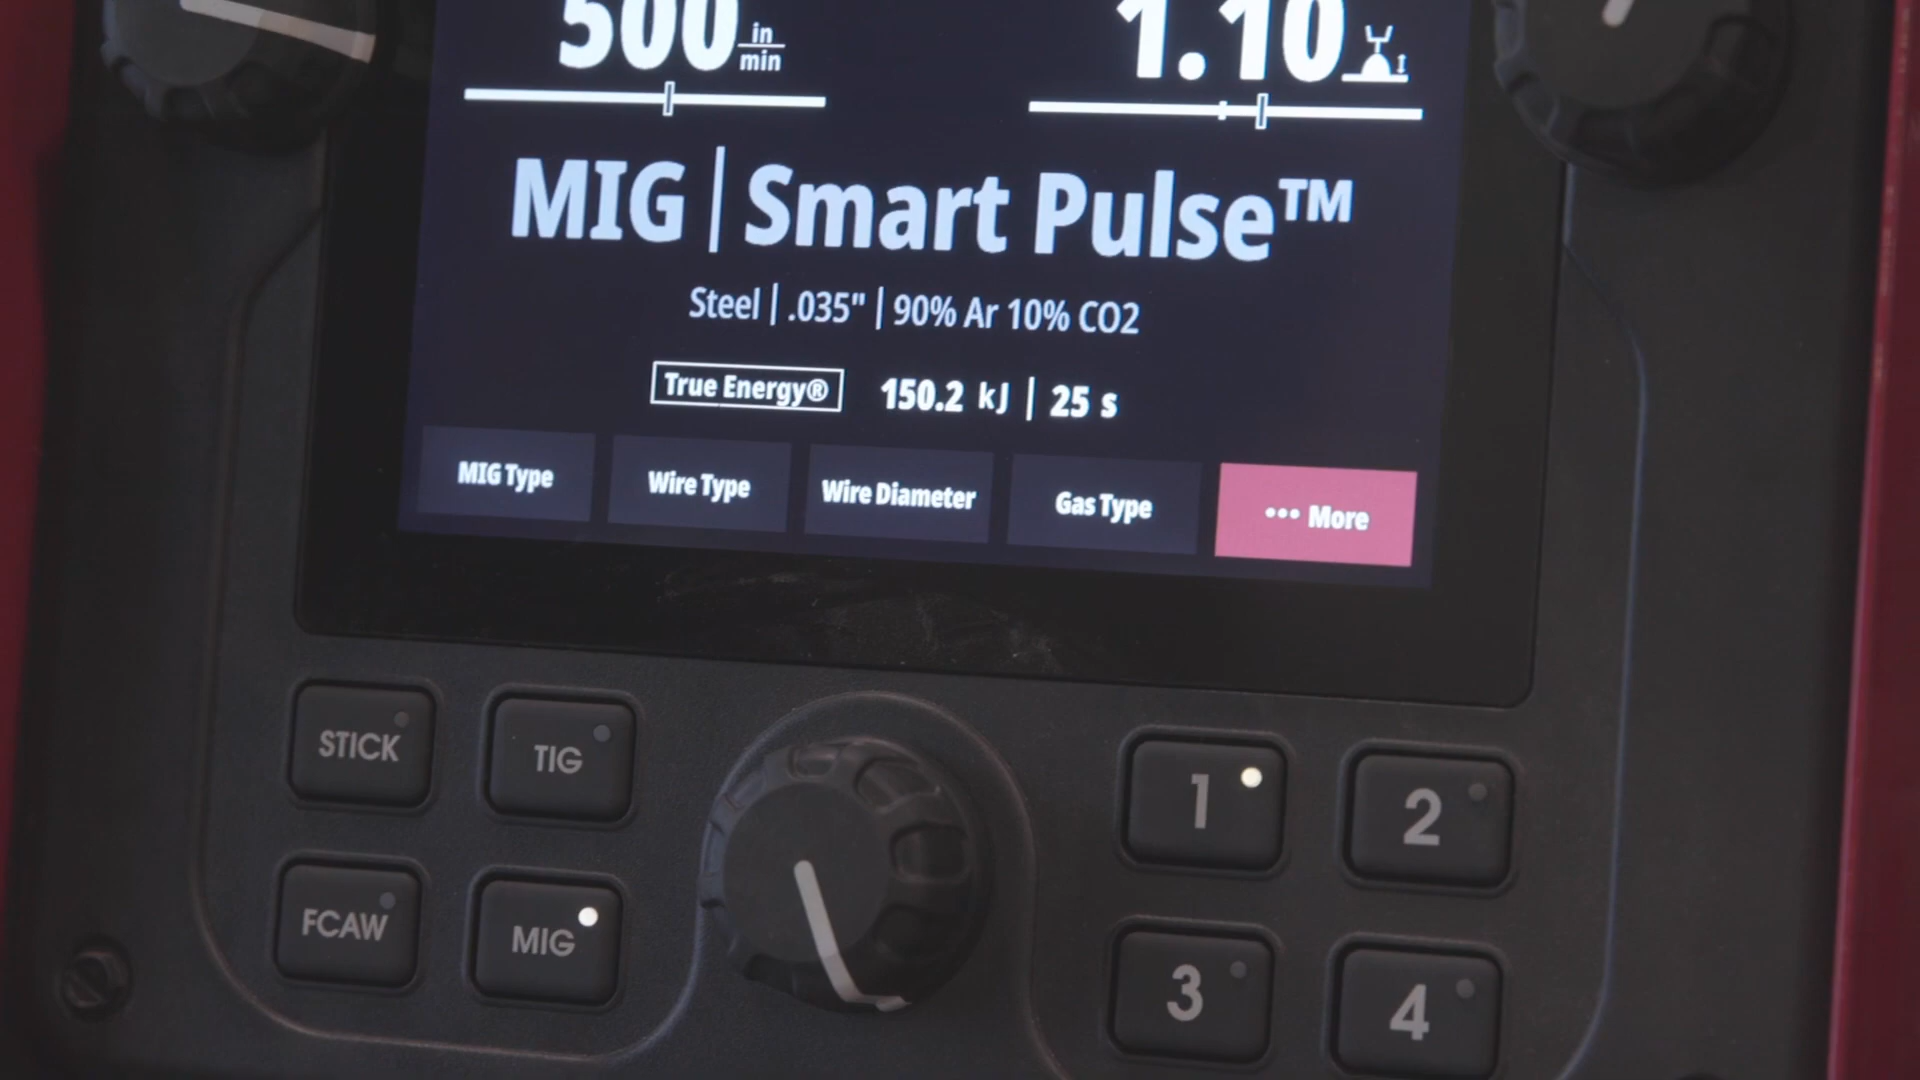 500 in
min
1.10
MIG | Smart Pulse™
Steel | .035" | 90% Ar 10% CO2
True Energy® 150.2 kJ | 25 s
MIG Type
Wire Type
Wire Diameter
Gas Type
••• More
STICK
TIG
1
2
FCAW
MIG
3
4